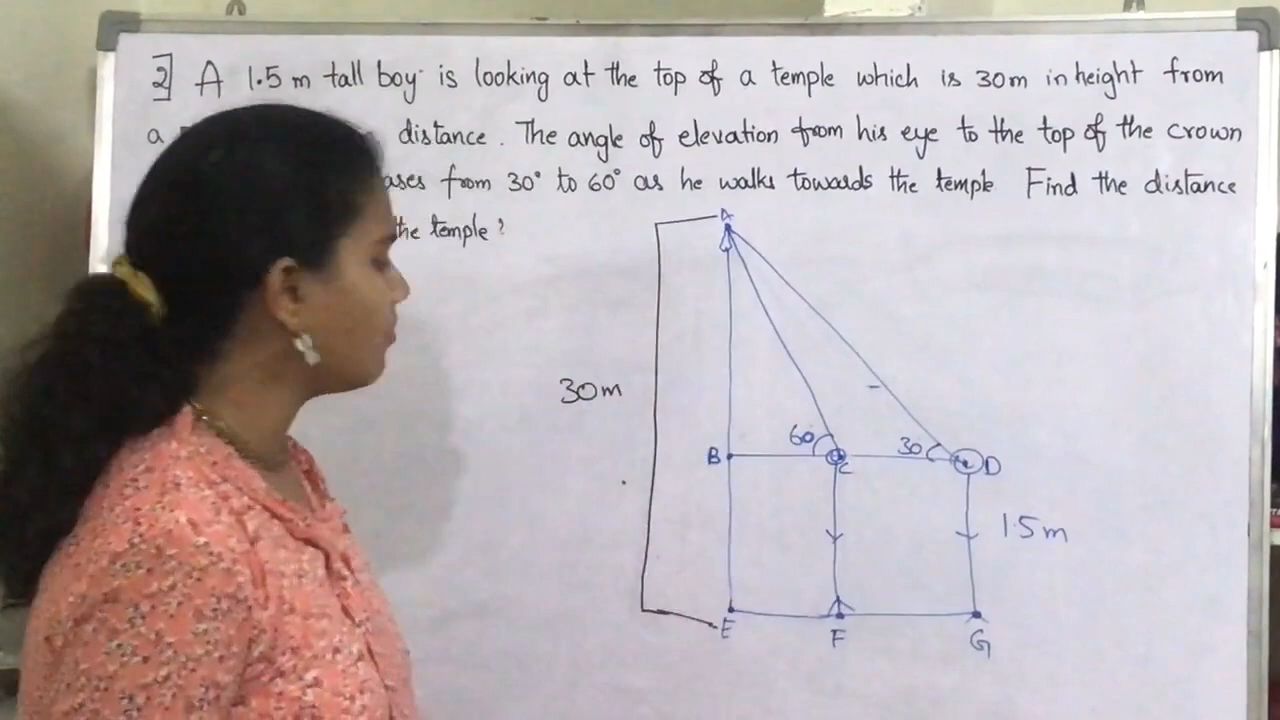 2] A 1.5 m tall boy is looking at the top of a temple which is 30m in height from
a distance. The angle of elevation from his eye to the top of the crown
from 30° to 60° as he walks towards the temple. Find the distance
the temple?
A
30m
60
30
B
C
D
1.5m
E
F
G